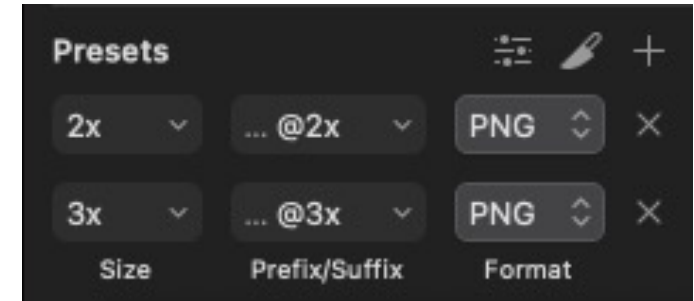 Presets
2x ... @2x PNG
3x ... @3x PNG
Size Prefix/Suffix Format